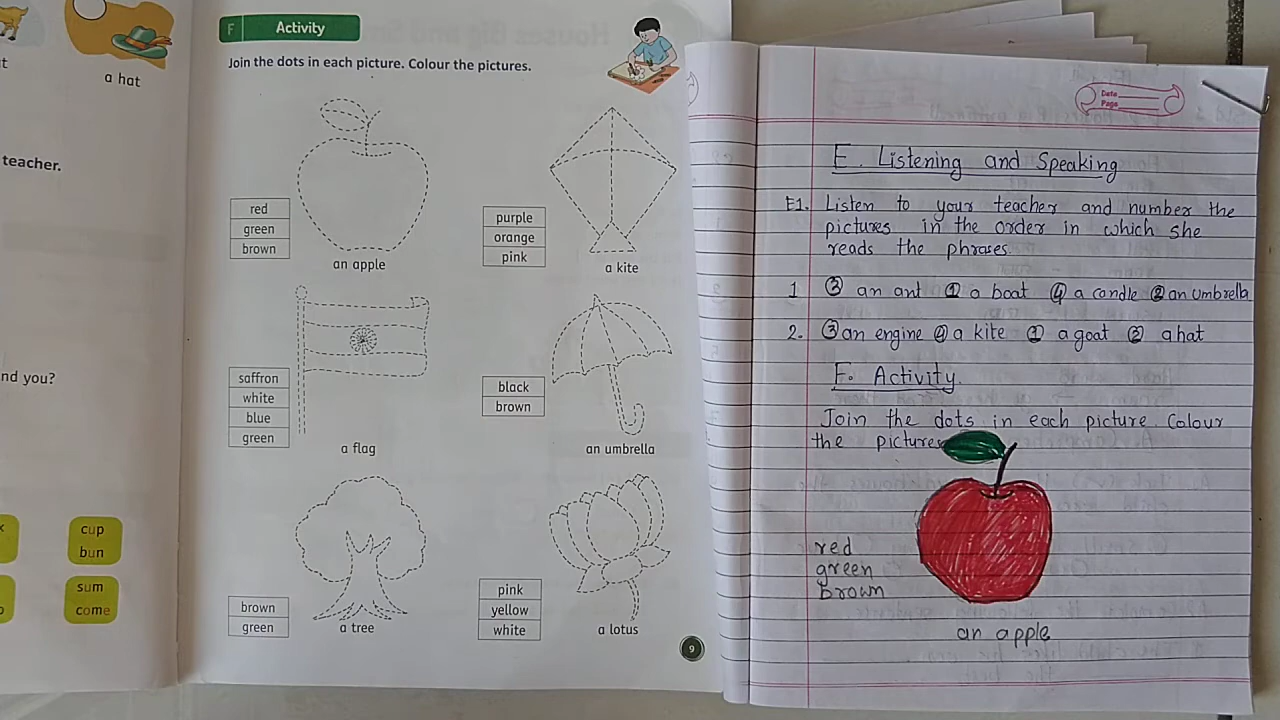 a hat
teacher.
nd you?
cup
bun
sum
come
F Activity
Join the dots in each picture. Colour the pictures.
red
green
brown
an apple
purple
orange
pink
a kite
saffron
white
blue
green
a flag
black
brown
an umbrella
brown
green
a tree
pink
yellow
white
a lotus
9
Date
Page
E. Listening and Speaking
E1. Listen to your teacher and number the
pictures in the order in which she
reads the phrases.
1 ③ an ant ① a boat ④ a candle ② an umbrella
2. ③ an engine ④ a kite ① a goat ② a hat
F. Activity.
Join the dots in each picture. Colour
the pictures
red
green
brown
an apple